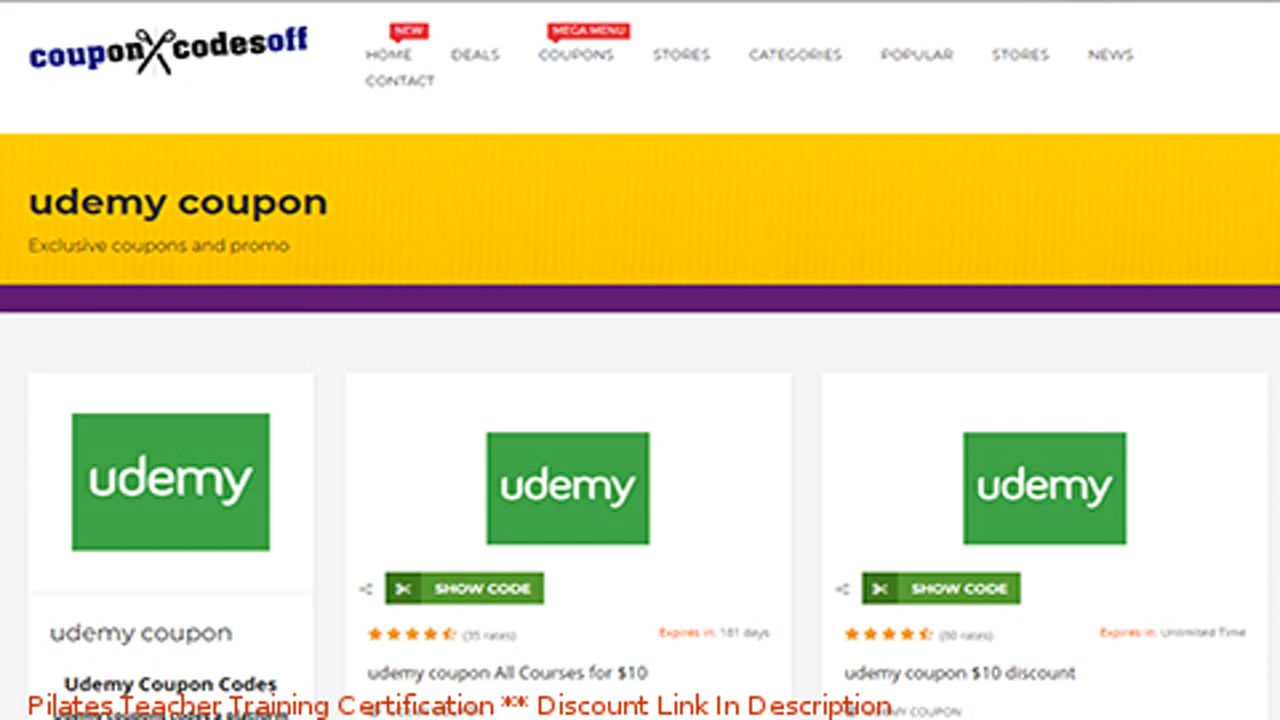 couponcodesoff
NEW
MEGA MENU
HOME DEALS COUPONS STORES CATEGORIES POPULAR STORES NEWS
CONTACT
udemy coupon
Exclusive coupons and promo
udemy
udemy
udemy
SHOW CODE
SHOW CODE
(35 rates)
Expires in: 181 days
(80 rates)
Expires in: Unlimited Time
udemy coupon
udemy coupon All Courses for $10
udemy coupon $10 discount
Udemy Coupon Codes
Pilates Teacher Training Certification ** Discount Link In Description
COUPON